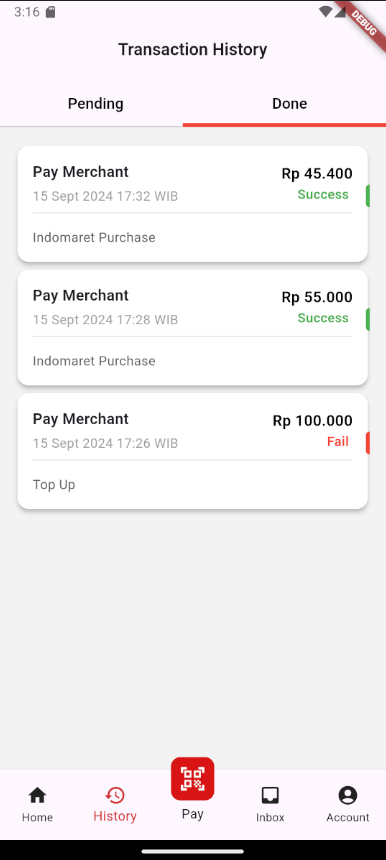 3:16
DEBUG
Transaction History
Pending
Done
Pay Merchant
Rp 45.400
15 Sept 2024 17:32 WIB
Success
Indomaret Purchase
Pay Merchant
Rp 55.000
15 Sept 2024 17:28 WIB
Success
Indomaret Purchase
Pay Merchant
Rp 100.000
15 Sept 2024 17:26 WIB
Fail
Top Up
Home
History
Pay
Inbox
Account